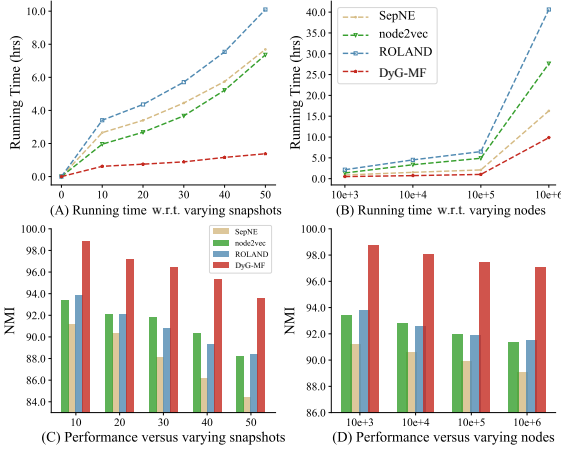 10.0
8.0
6.0
4.0
2.0
0.0
Running Time (hrs)
0 10 20 30 40 50
(A) Running time w.r.t. varying snapshots
40.0
35.0
30.0
25.0
20.0
15.0
10.0
5.0
0.0
Running Time (hrs)
SepNE
node2vec
ROLAND
DyG-MF
10e+3 10e+4 10e+5 10e+6
(B) Running time w.r.t. varying nodes
100.0
98.0
96.0
94.0
92.0
90.0
88.0
86.0
84.0
NMI
SepNE
node2vec
ROLAND
DyG-MF
10 20 30 40 50
(C) Performance versus varying snapshots
100.0
98.0
96.0
94.0
92.0
90.0
88.0
86.0
NMI
10e+3 10e+4 10e+5 10e+6
(D) Performance versus varying nodes